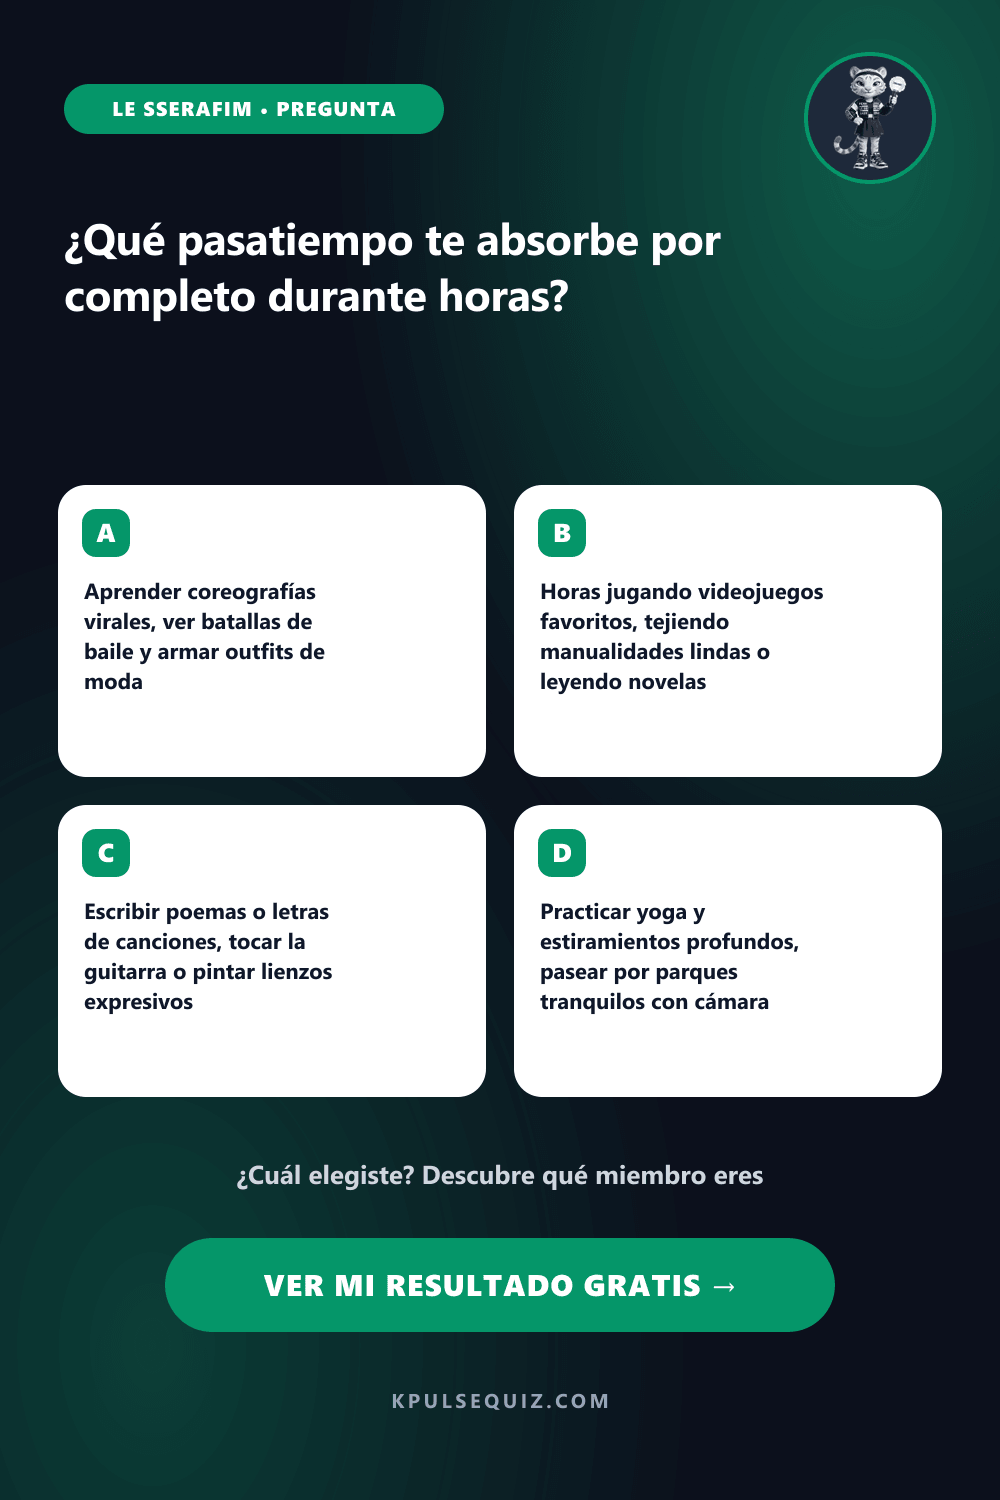 LE SSERAFIM • PREGUNTA
¿Qué pasatiempo te absorbe por
completo durante horas?
A
Aprender coreografías
virales, ver batallas de
baile y armar outfits de
moda
B
Horas jugando videojuegos
favoritos, tejiendo
manualidades lindas o
leyendo novelas
C
Escribir poemas o letras
de canciones, tocar la
guitarra o pintar lienzos
expresivos
D
Practicar yoga y
estiramientos profundos,
pasear por parques
tranquilos con cámara
¿Cuál elegiste? Descubre qué miembro eres
VER MI RESULTADO GRATIS →
KPULSEQUIZ.COM